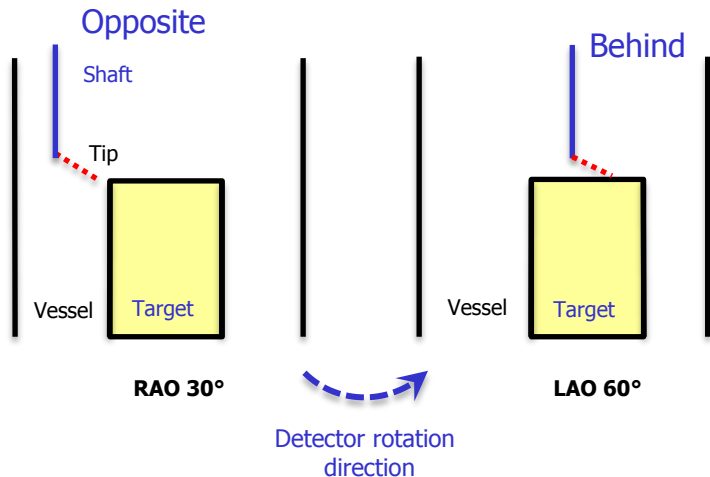 Opposite
Shaft
Tip
Vessel
Target
RAO 30°
Behind
Vessel
Target
LAO 60°
Detector rotation
direction